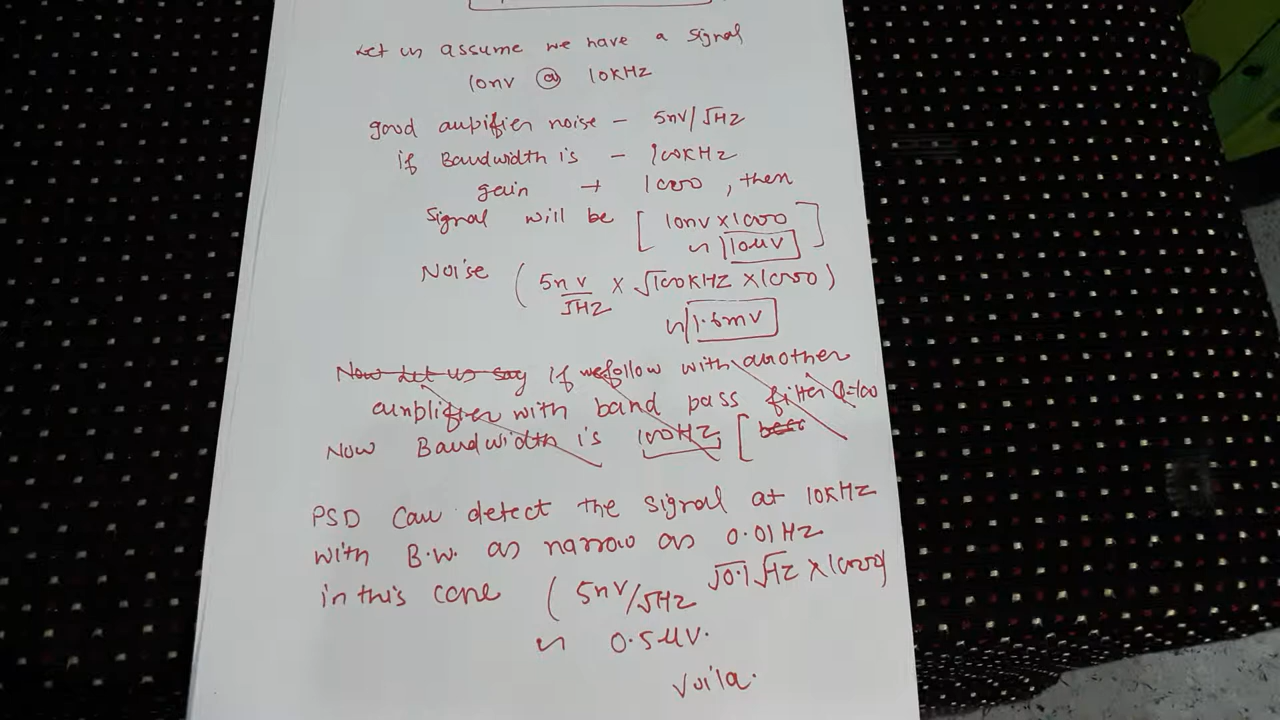 Let us assume we have a signal
10nv @ 10KHz
good aupifier noise - 5nv/√Hz
if Bandwidth is - 100KHz
gain → 1000, then
Signal will be [10nv×1000
~ 10uv]
Noise (5nv/√Hz × √100KHz ×1000)
~ 1.6mv
Now Let us say if we follow with another
amplifier with band pass filter Q=100
Now Bandwidth is 100Hz, [
PSD Can detect the signal at 10KHz
with B.W. as narrow as 0.01Hz
in this case (5nV/√Hz √0.1√Hz ×1000)
~ 0.5uv.
Voila.